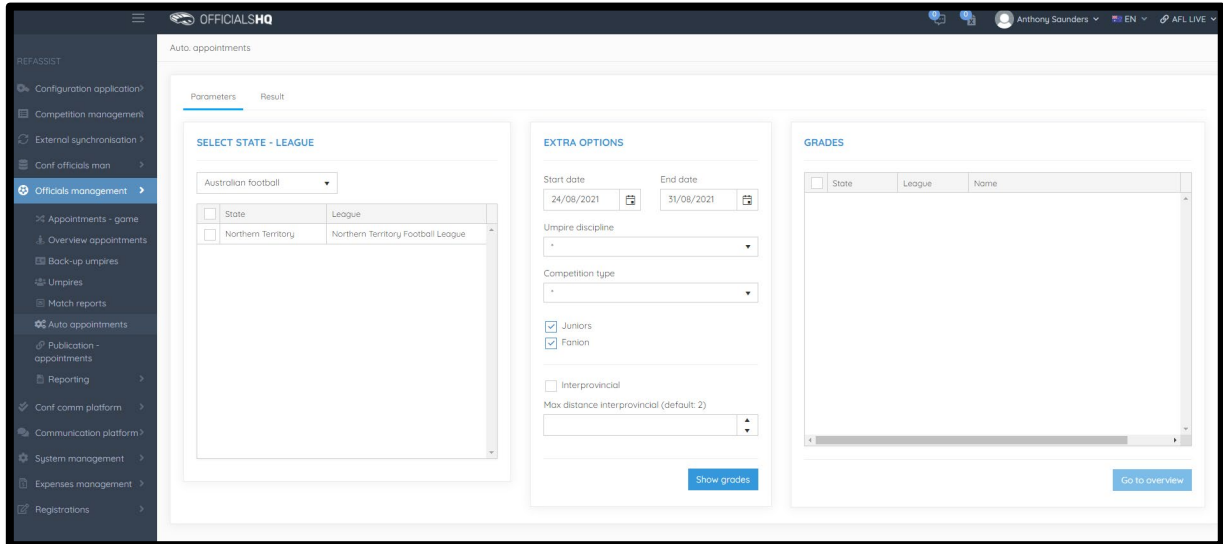 OFFICIALSHQ
0
0
Anthony Saunders
EN
AFL LIVE
Auto. appointments
REFASSIST
Configuration application
Competition management
External synchronisation
Conf officials man
Officials management
Appointments - game
Overview appointments
Back-up umpires
Umpires
Match reports
Auto appointments
Publication -
appointments
Reporting
Conf comm platform
Communication platform
System management
Expenses management
Registrations
Parameters
Result
SELECT STATE - LEAGUE
Australian football
State
League
Northern Territory
Northern Territory Football League
EXTRA OPTIONS
Start date
End date
24/08/2021
31/08/2021
Umpire discipline
*
Competition type
*
Juniors
Fanion
Interprovincial
Max distance interprovincial (default: 2)
Show grades
GRADES
State
League
Name
Go to overview